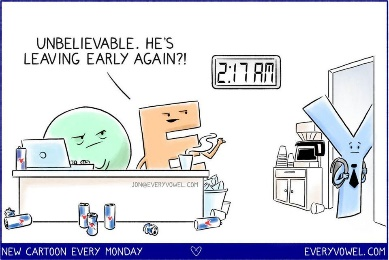 UNBELIEVABLE. HE'S
LEAVING EARLY AGAIN?!
2:17 AM
JON@EVERYVOWEL.COM
NEW CARTOON EVERY MONDAY
EVERYVOWEL.COM